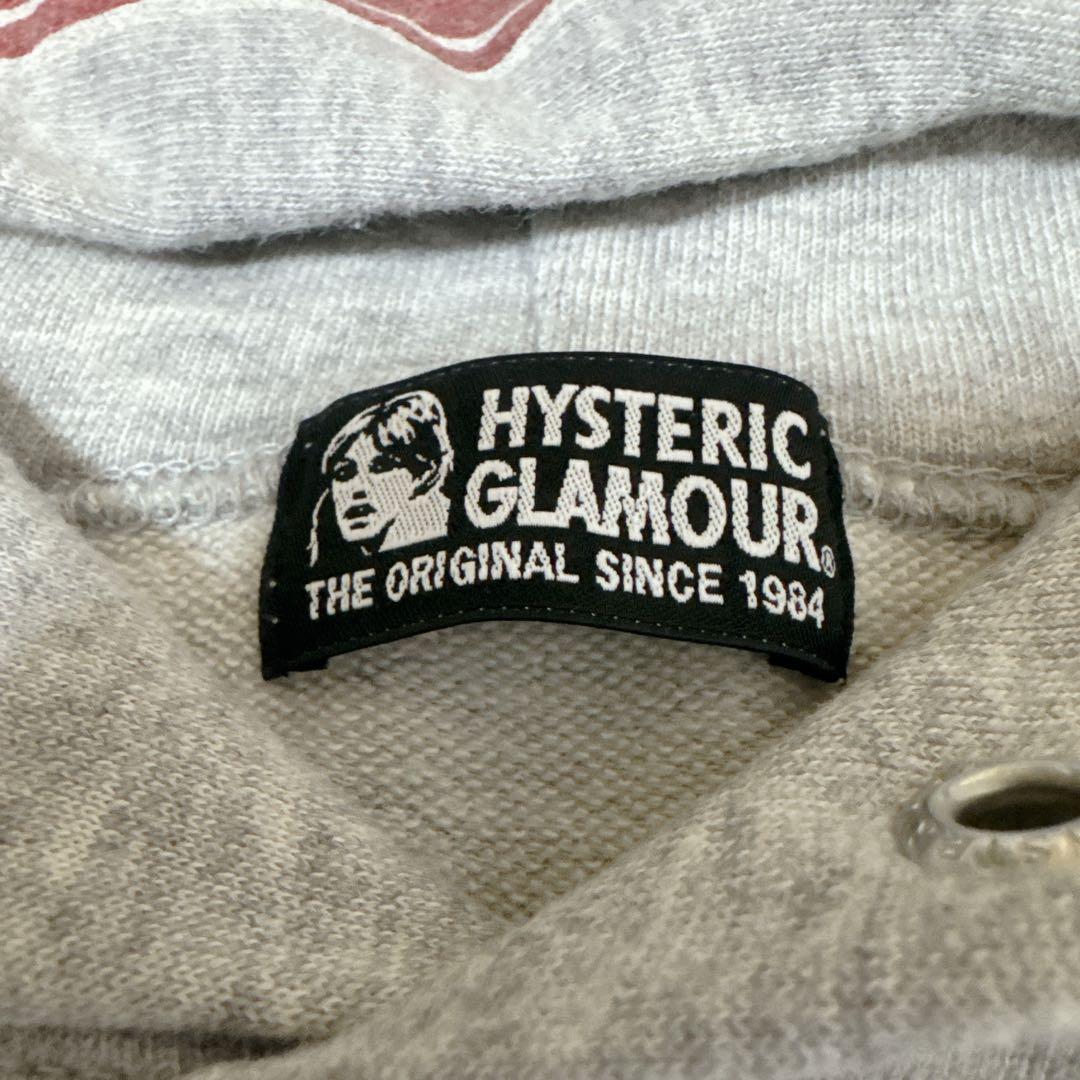 HYSTERIC
GLAMOUR®
THE ORIGINAL SINCE 1984